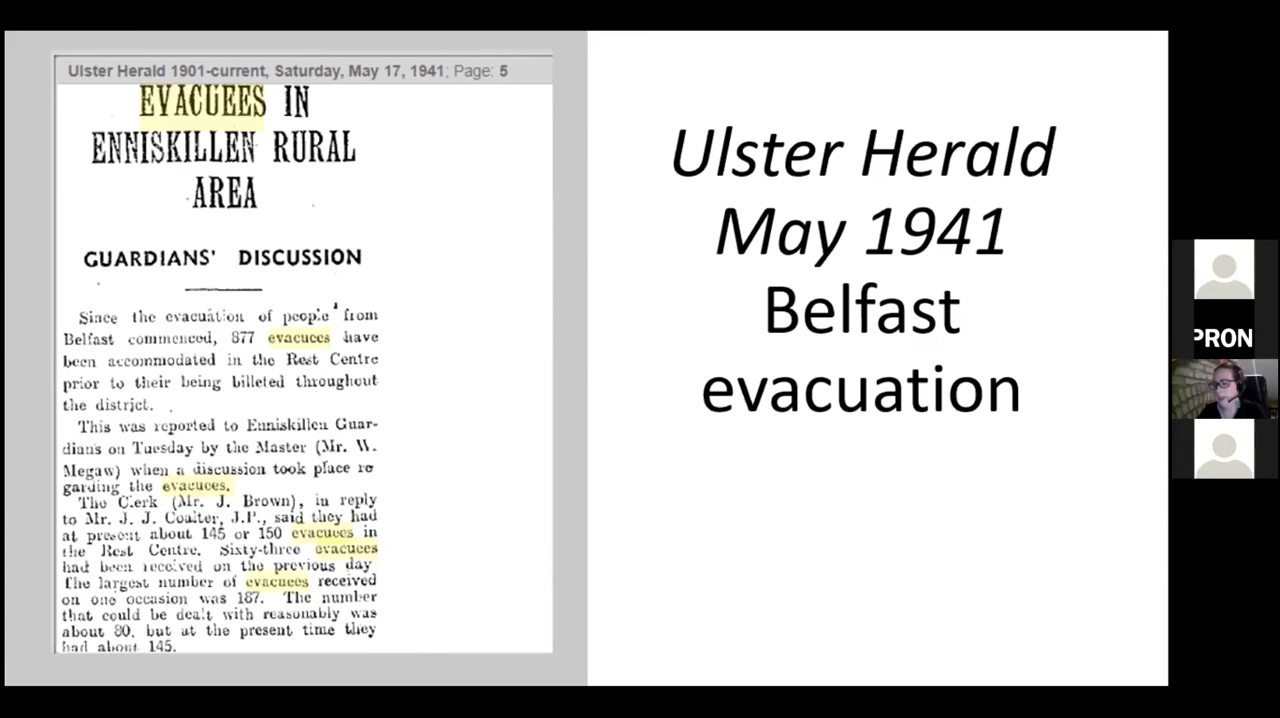 Ulster Herald 1901-current, Saturday, May 17, 1941; Page: 5
EVACUEES IN
ENNISKILLEN RURAL
AREA
GUARDIANS' DISCUSSION
Since the evacuation of people from
Belfast commenced, 877 evacuees have
been accommodated in the Rest Centre
prior to their being billeted throughout
the district.
This was reported to Enniskillen Guar-
dians on Tuesday by the Master (Mr. W.
Megaw) when a discussion took place re
garding the evacuees.
The Clerk (Mr. J. Brown), in reply
to Mr. J. J. Coalter, J.P., said they had
at present about 145 or 150 evacuees in
the Rest Centre. Sixty-three evacuees
had been received on the previous day
The largest number of evacuees received
on one occasion was 187. The number
that could be dealt with reasonably was
about 80, but at the present time they
had about 145.
Ulster Herald
May 1941
Belfast
evacuation
PRON